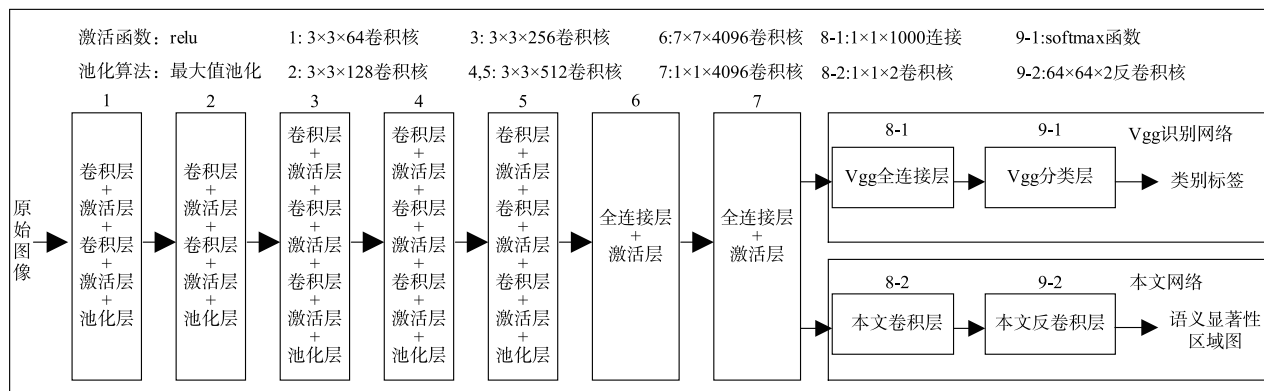 激活函数：relu 1: 3×3×64卷积核 3: 3×3×256卷积核 6:7×7×4096卷积核 8-1:1×1×1000连接 9-1:softmax函数
池化算法：最大值池化 2: 3×3×128卷积核 4,5: 3×3×512卷积核 7:1×1×4096卷积核 8-2:1×1×2卷积核 9-2:64×64×2反卷积核
原始图像
1
卷积层
+
激活层
+
卷积层
+
激活层
+
池化层
2
卷积层
+
激活层
+
卷积层
+
激活层
+
池化层
3
卷积层
+
激活层
+
卷积层
+
激活层
+
卷积层
+
激活层
+
池化层
4
卷积层
+
激活层
+
卷积层
+
激活层
+
卷积层
+
激活层
+
池化层
5
卷积层
+
激活层
+
卷积层
+
激活层
+
卷积层
+
激活层
+
池化层
6
全连接层
+
激活层
7
全连接层
+
激活层
8-1 9-1 Vgg识别网络
Vgg全连接层 Vgg分类层 类别标签
8-2 9-2 本文网络
本文卷积层 本文反卷积层 语义显著性
区域图